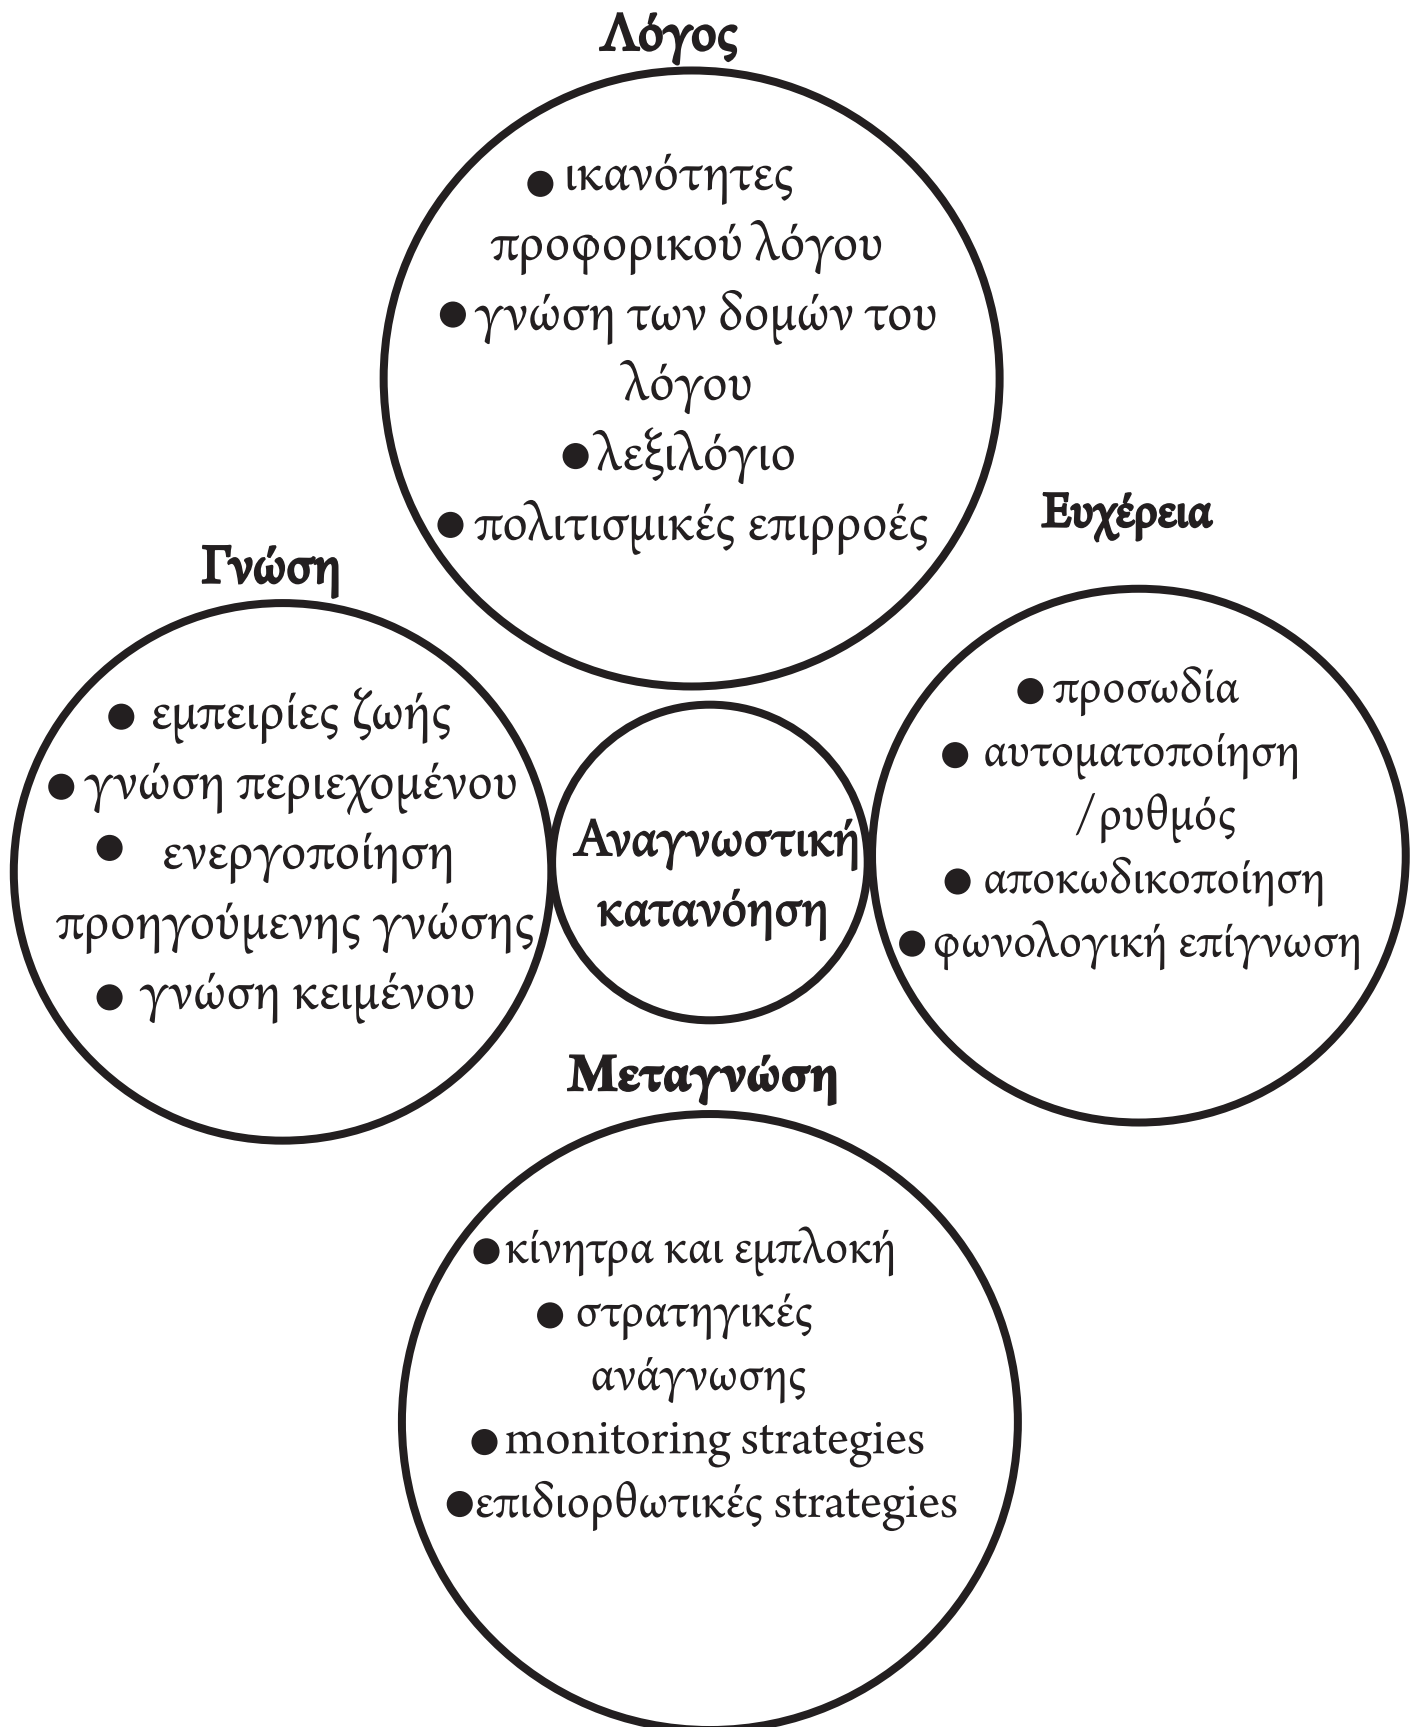 Λόγος
● ικανότητες
προφορικού λόγου
● γνώση των δομών του
λόγου
● λεξιλόγιο
● πολιτισμικές επιρροές
Γνώση
● εμπειρίες ζωής
● γνώση περιεχομένου
● ενεργοποίηση
προηγούμενης γνώσης
● γνώση κειμένου
Αναγνωστική
κατανόηση
Ευχέρεια
● προσωδία
● αυτοματοποίηση
/ρυθμός
● αποκωδικοποίηση
● φωνολογική επίγνωση
Μεταγνώση
● κίνητρα και εμπλοκή
● στρατηγικές
ανάγνωσης
● monitoring strategies
● επιδιορθωτικές strategies